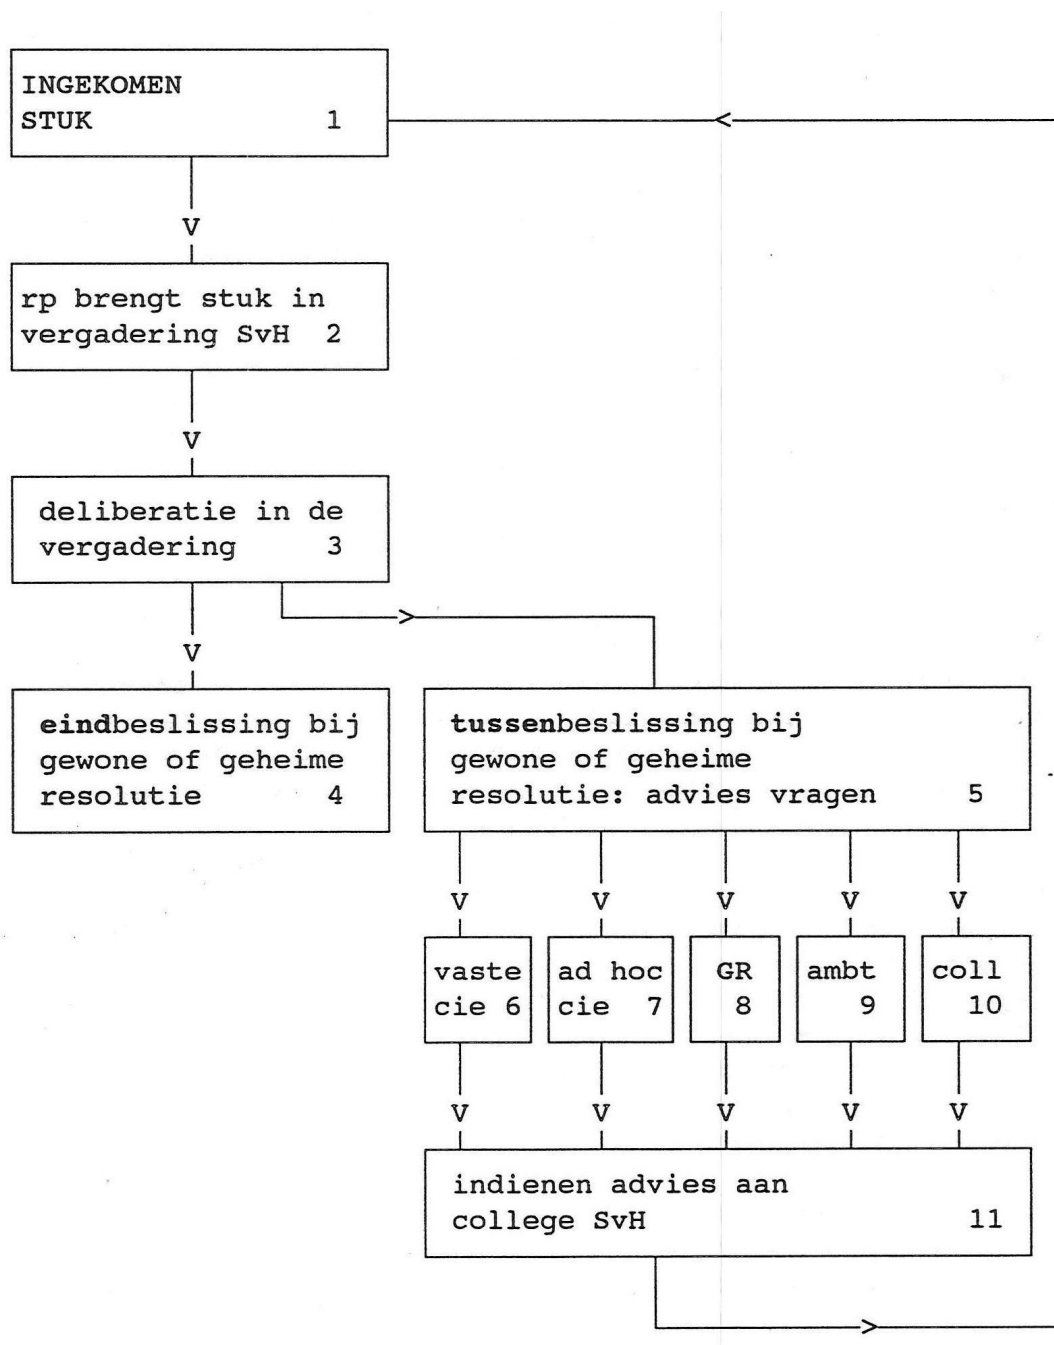 INGEKOMEN
STUK 1
<
V
rp brengt stuk in
vergadering SvH 2
V
deliberatie in de
vergadering 3
>
V
eindbeslissing bij
gewone of geheime
resolutie 4
tussenbeslissing bij
gewone of geheime
resolutie: advies vragen 5
V V V V V
vaste
cie 6
ad hoc
cie 7
GR
8
ambt
9
coll
10
V V V V V
indienen advies aan
college SvH 11
>